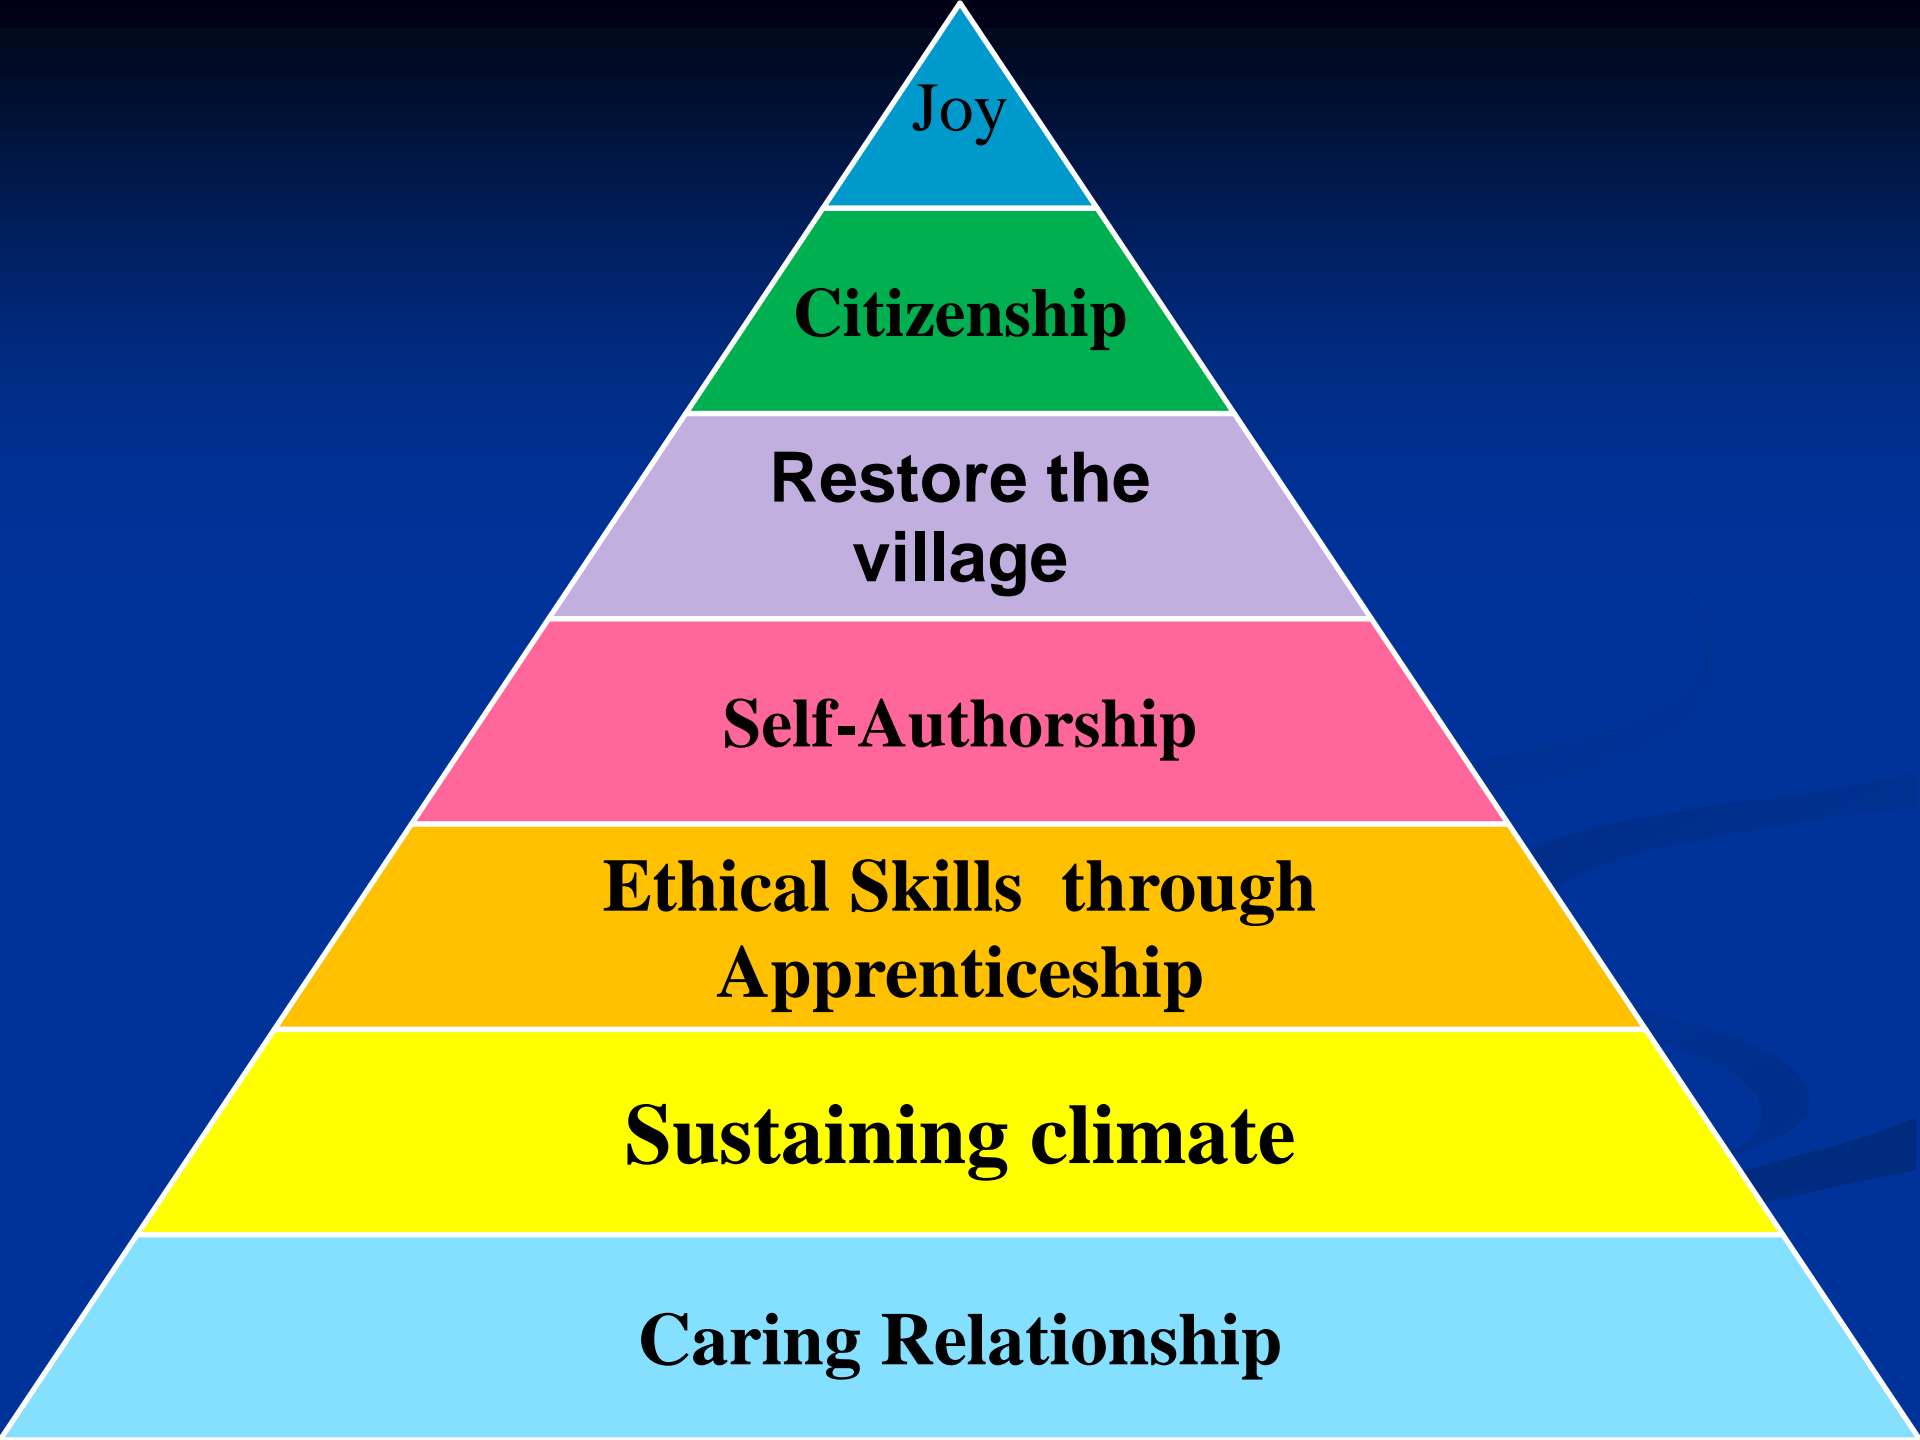 Joy
Citizenship
Restore the
village
Self-Authorship
Ethical Skills  through
Apprenticeship
Sustaining climate
Caring Relationship